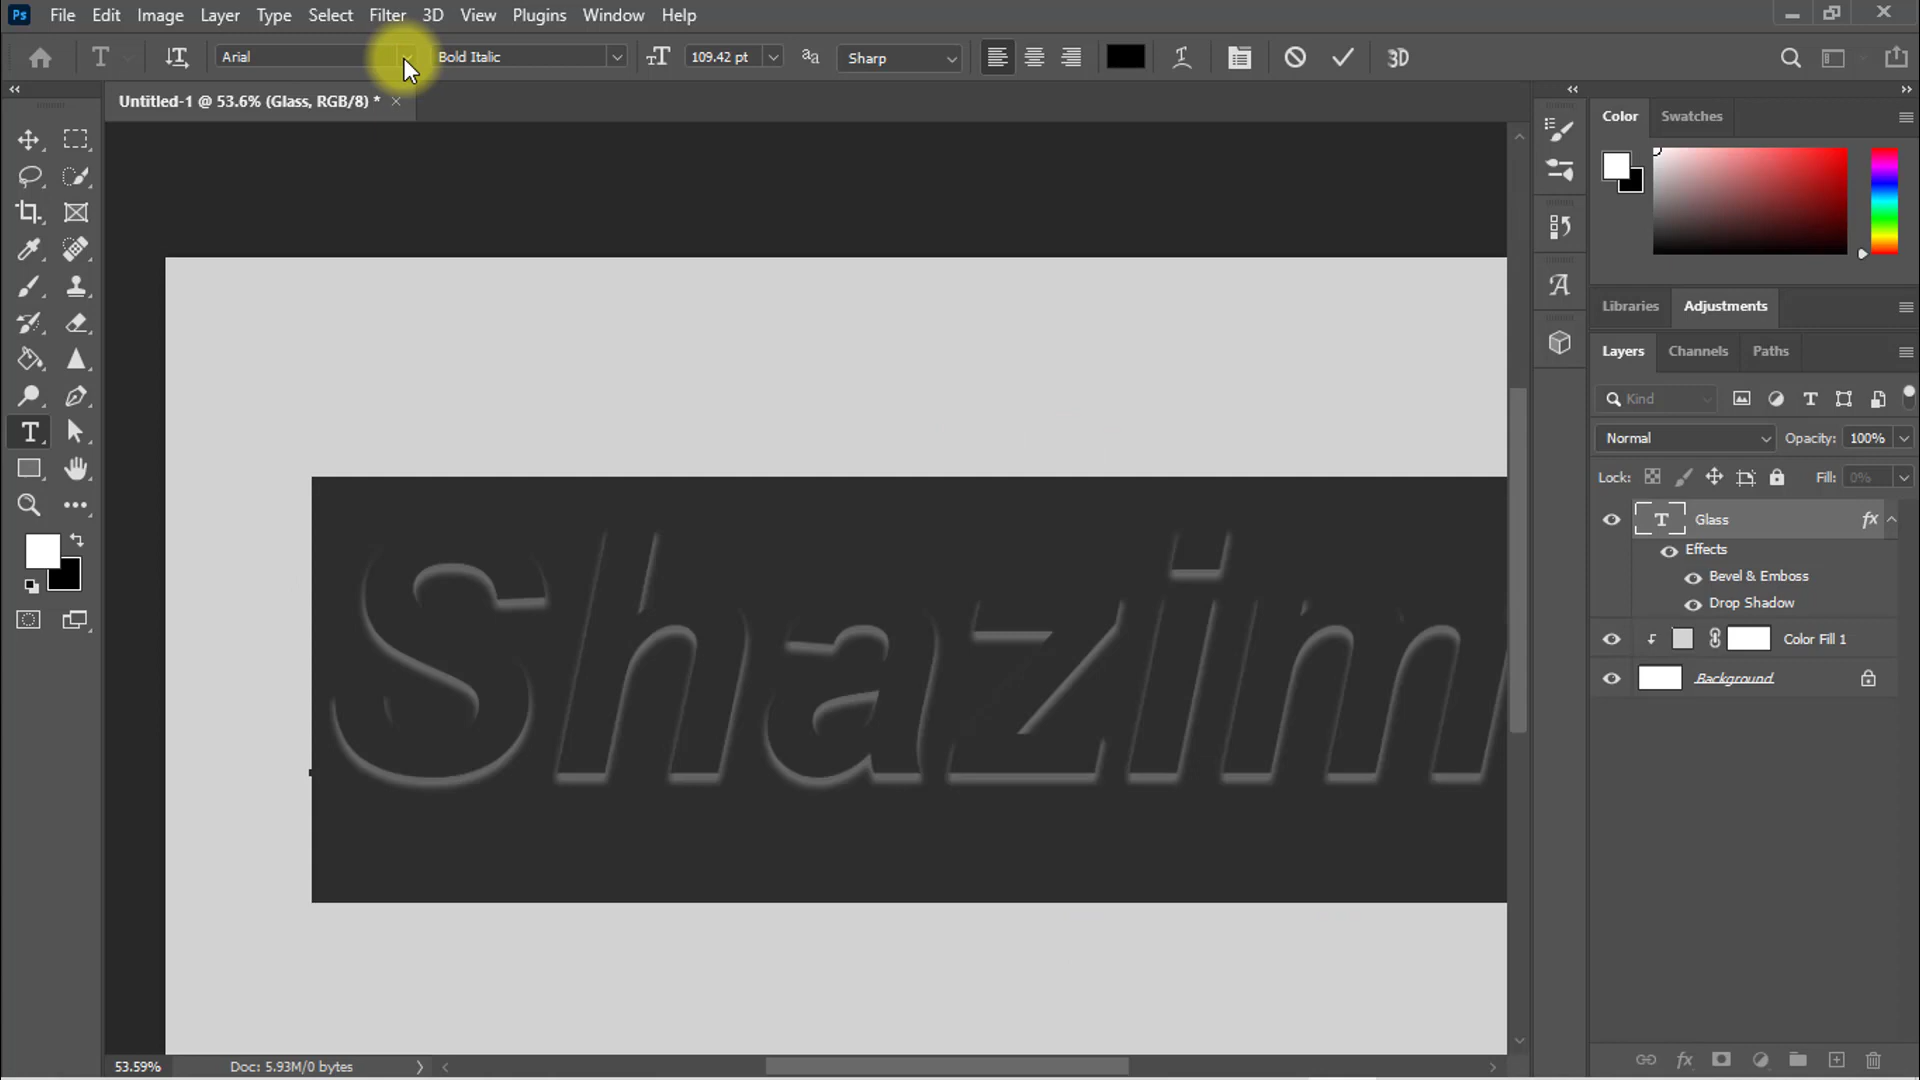 Ps File Edit Image Layer Type Select Filter 3D View Plugins Window Help
T Arial Bold Italic 109.42 pt aa Sharp 3D
Untitled-1 @ 53.6% (Glass, RGB/8) *
Color Swatches
Libraries Adjustments
Layers Channels Paths
Kind
Normal Opacity: 100%
Lock: Fill: 0%
T Glass fx
Effects
Bevel & Emboss
Drop Shadow
Color Fill 1
Background
Shazim
53.59% Doc: 5.93M/0 bytes
fx